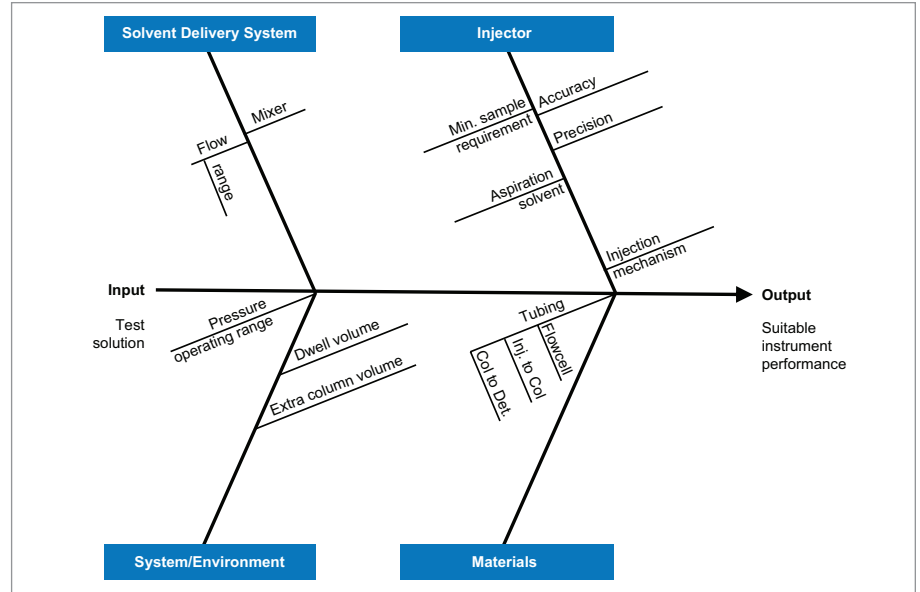 Solvent Delivery System
Injector
Mixer
Flow
range
Min. sample
requirement
Accuracy
Precision
Aspiration
solvent
Injection
mechanism
Input
Test
solution
Output
Suitable
instrument
performance
Pressure
operating range
Dwell volume
Extra column volume
Tubing
Col to Det.
Inj. to Col
Flowcell
System/Environment
Materials